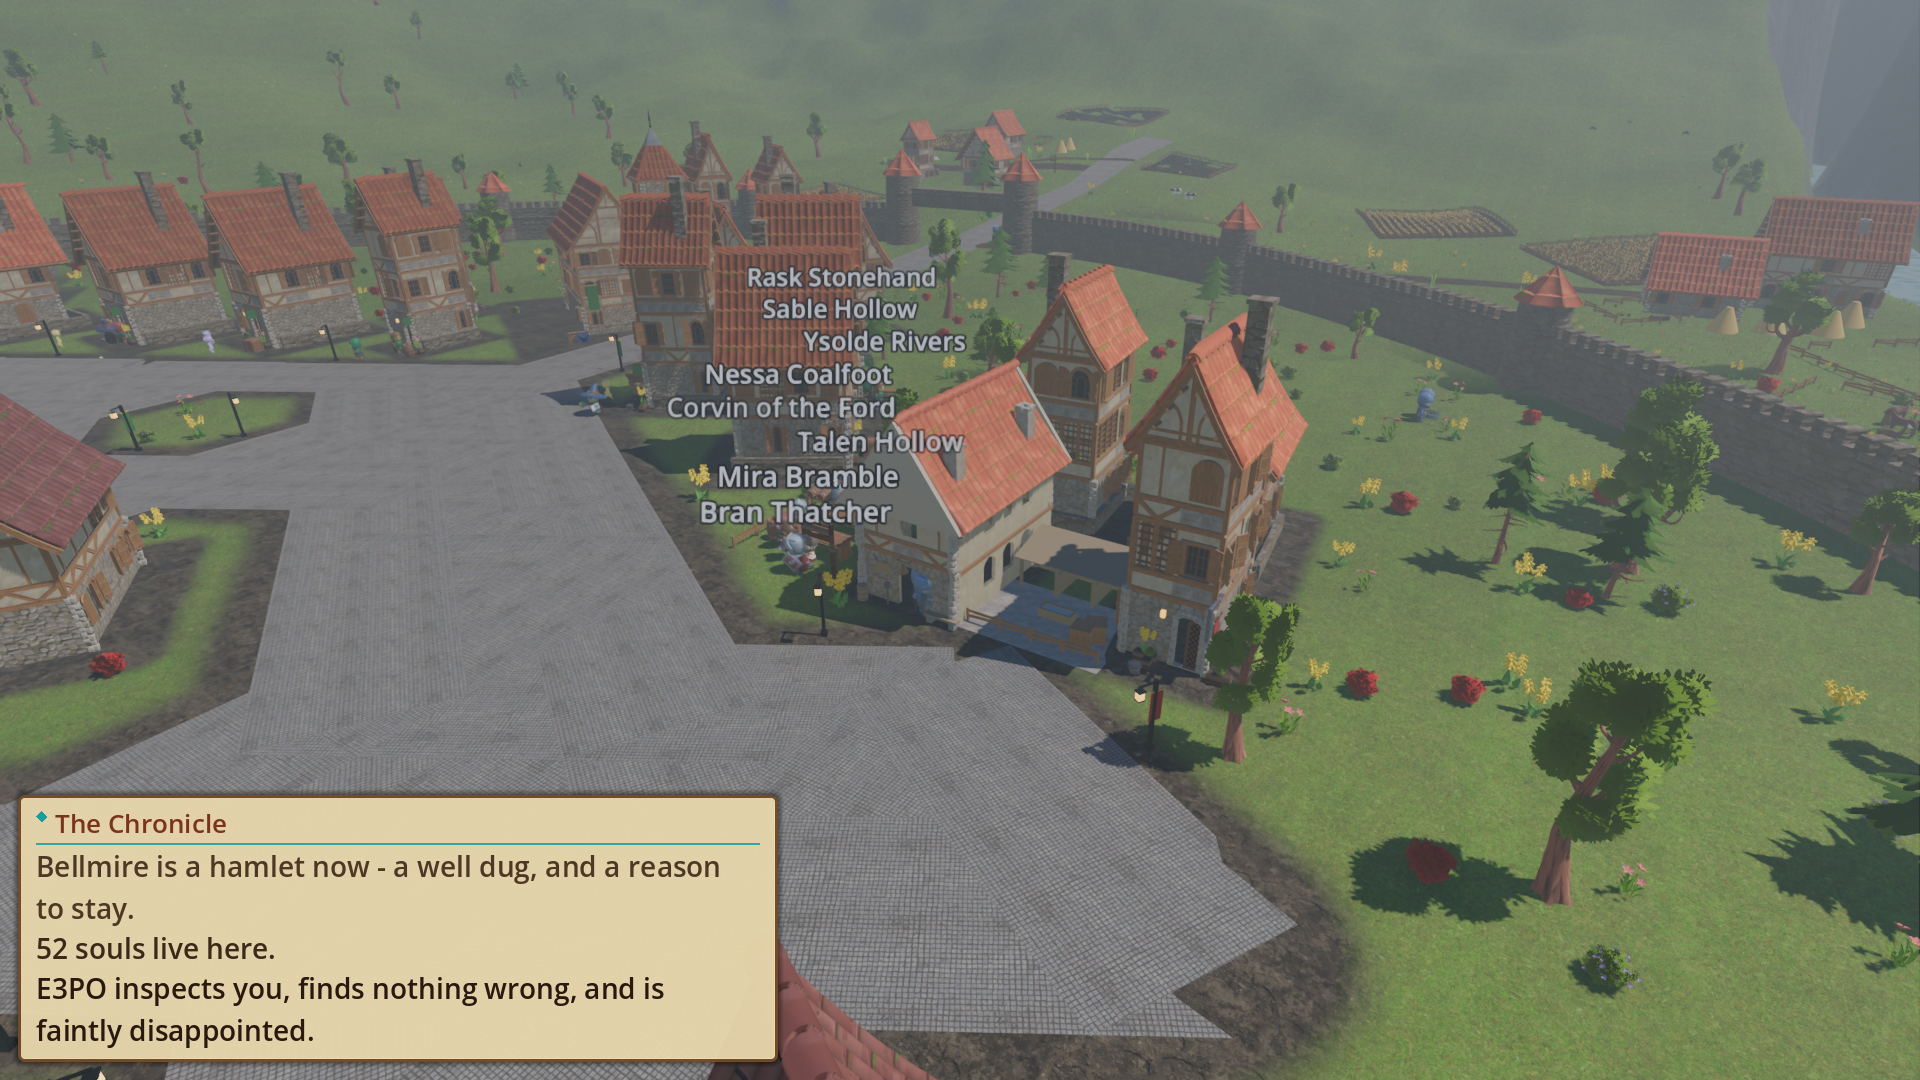 Rask Stonehand
Sable Hollow
Ysolde Rivers
Nessa Coalfoot
Corvin of the Ford
Talen Hollow
Mira Bramble
Bran Thatcher
The Chronicle
Bellmire is a hamlet now - a well dug, and a reason
to stay.
52 souls live here.
E3PO inspects you, finds nothing wrong, and is
faintly disappointed.